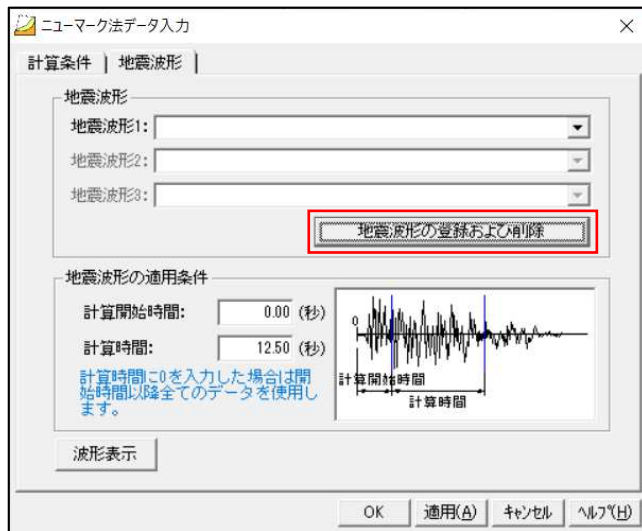 ニューマーク法データ入力
計算条件 地震波形
地震波形
地震波形1:
地震波形2:
地震波形3:
地震波形の登録および削除
地震波形の適用条件
計算開始時間: 0.00 (秒)
計算時間: 12.50 (秒)
計算時間に0を入力した場合は開
始時間以降全てのデータを使用し
ます。
0
計算開始時間
計算時間
波形表示
OK 適用(A) キャンセル ヘルプ(H)